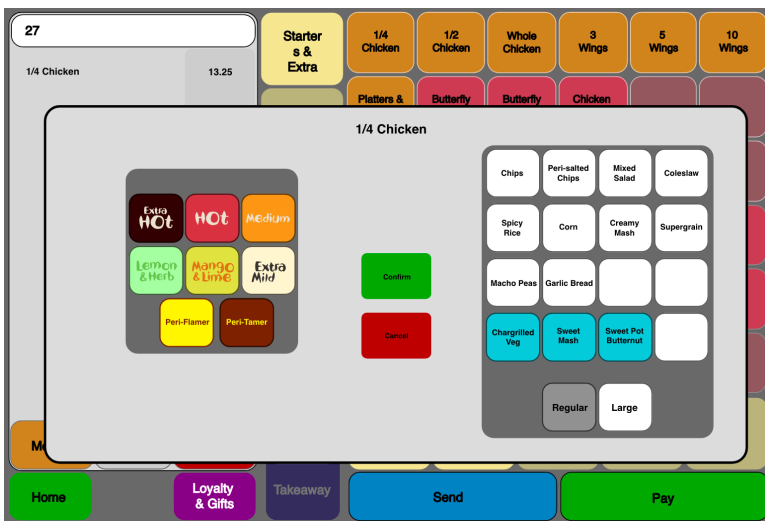 27
1/4 Chicken 13.25
Starter
s &
Extra
1/4
Chicken
1/2
Chicken
Whole
Chicken
3
Wings
5
Wings
10
Wings
Platters &
Butterfly
Butterfly
Chicken
1/4 Chicken
Extra
HOt
HOt
Medium
Lemon
& Herb
Mango
& Lime
Extra
Mild
Peri-Flamer
Peri-Tamer
Confirm
Cancel
Chips
Peri-salted
Chips
Mixed
Salad
Coleslaw
Spicy
Rice
Corn
Creamy
Mash
Supergrain
Macho Peas
Garlic Bread
Chargrilled
Veg
Sweet
Mash
Sweet Pot
Butternut
Regular
Large
Home
Loyalty
& Gifts
Takeaway
Send
Pay